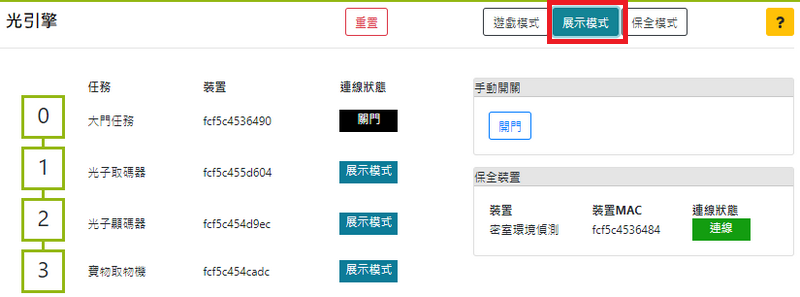 光引擎 重置 遊戲模式 展示模式 保全模式 ?
任務 裝置 連線狀態
0 大門任務 fcf5c4536490 關門
1 光子取碼器 fcf5c455d604 展示模式
2 光子顯碼器 fcf5c454d9ec 展示模式
3 寶物取物機 fcf5c454cadc 展示模式
手動開關
開門
保全裝置
裝置 裝置MAC 連線狀態
密室環境偵測 fcf5c4536484 連線